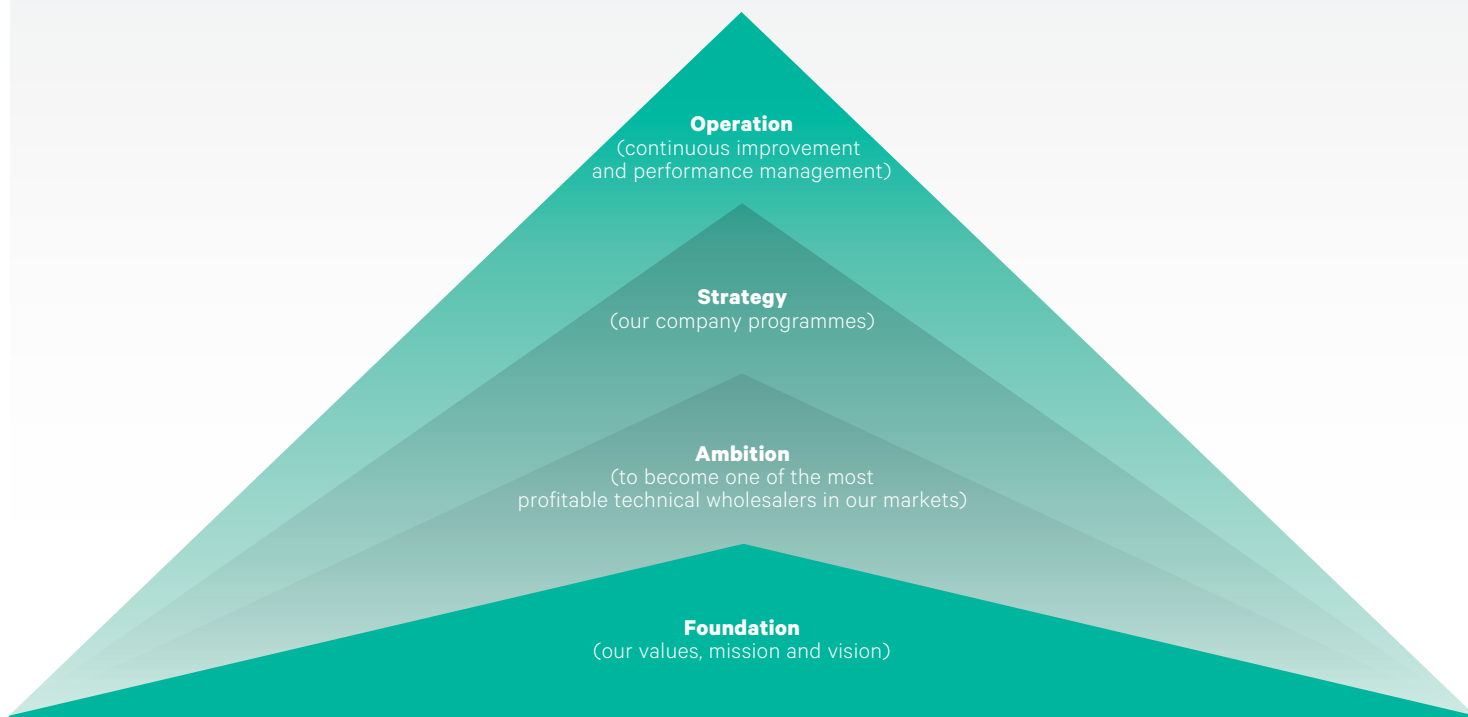 Operation
(continuous improvement
and performance management)
Strategy
(our company programmes)
Ambition
(to become one of the most
profitable technical wholesalers in our markets)
Foundation
(our values, mission and vision)